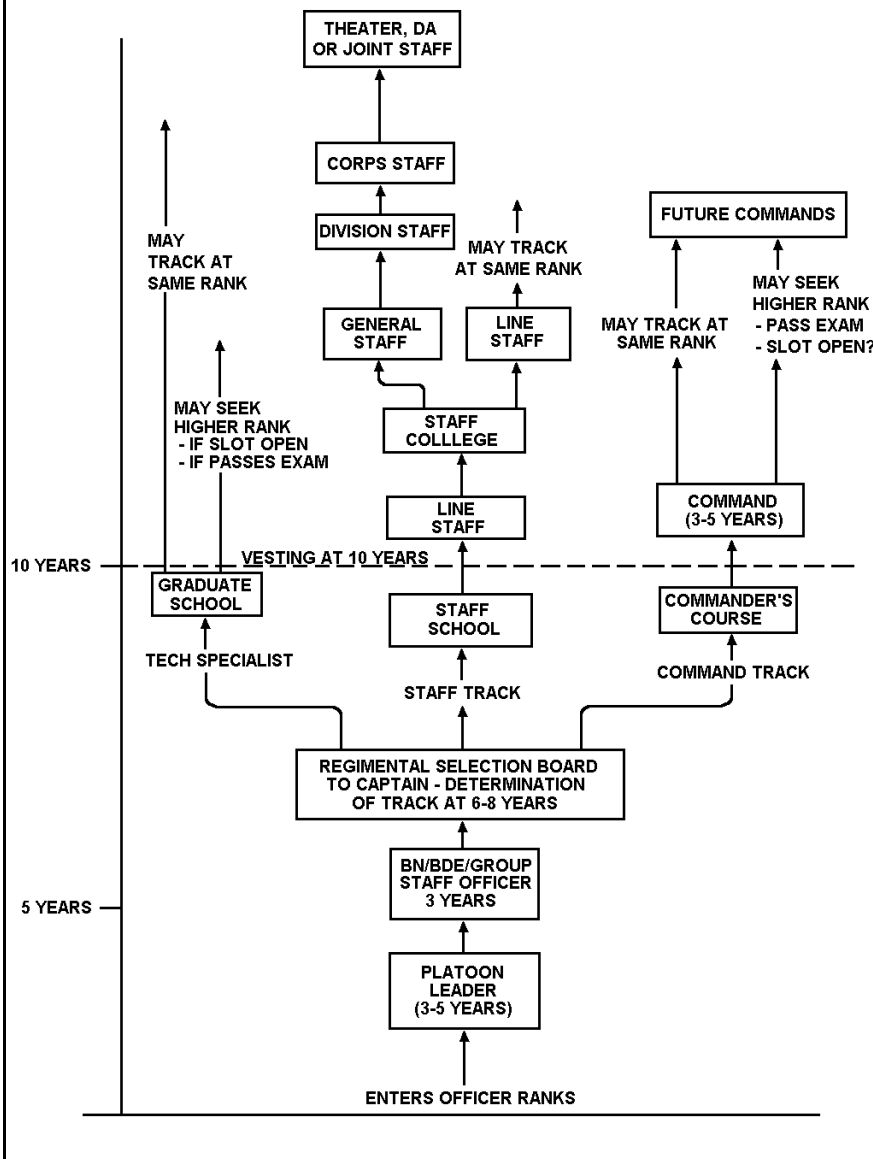 THEATER, DA
OR JOINT STAFF
CORPS STAFF
DIVISION STAFF
MAY TRACK
AT SAME RANK
FUTURE COMMANDS
MAY
TRACK AT
SAME RANK
GENERAL
STAFF
LINE
STAFF
MAY TRACK AT
SAME RANK
MAY SEEK
HIGHER RANK
- PASS EXAM
- SLOT OPEN?
MAY SEEK
HIGHER RANK
- IF SLOT OPEN
- IF PASSES EXAM
STAFF
COLLLEGE
LINE
STAFF
COMMAND
(3-5 YEARS)
10 YEARS
VESTING AT 10 YEARS
GRADUATE
SCHOOL
STAFF
SCHOOL
COMMANDER'S
COURSE
TECH SPECIALIST
STAFF TRACK
COMMAND TRACK
REGIMENTAL SELECTION BOARD
TO CAPTAIN - DETERMINATION
OF TRACK AT 6-8 YEARS
BN/BDE/GROUP
STAFF OFFICER
3 YEARS
5 YEARS
PLATOON
LEADER
(3-5 YEARS)
ENTERS OFFICER RANKS